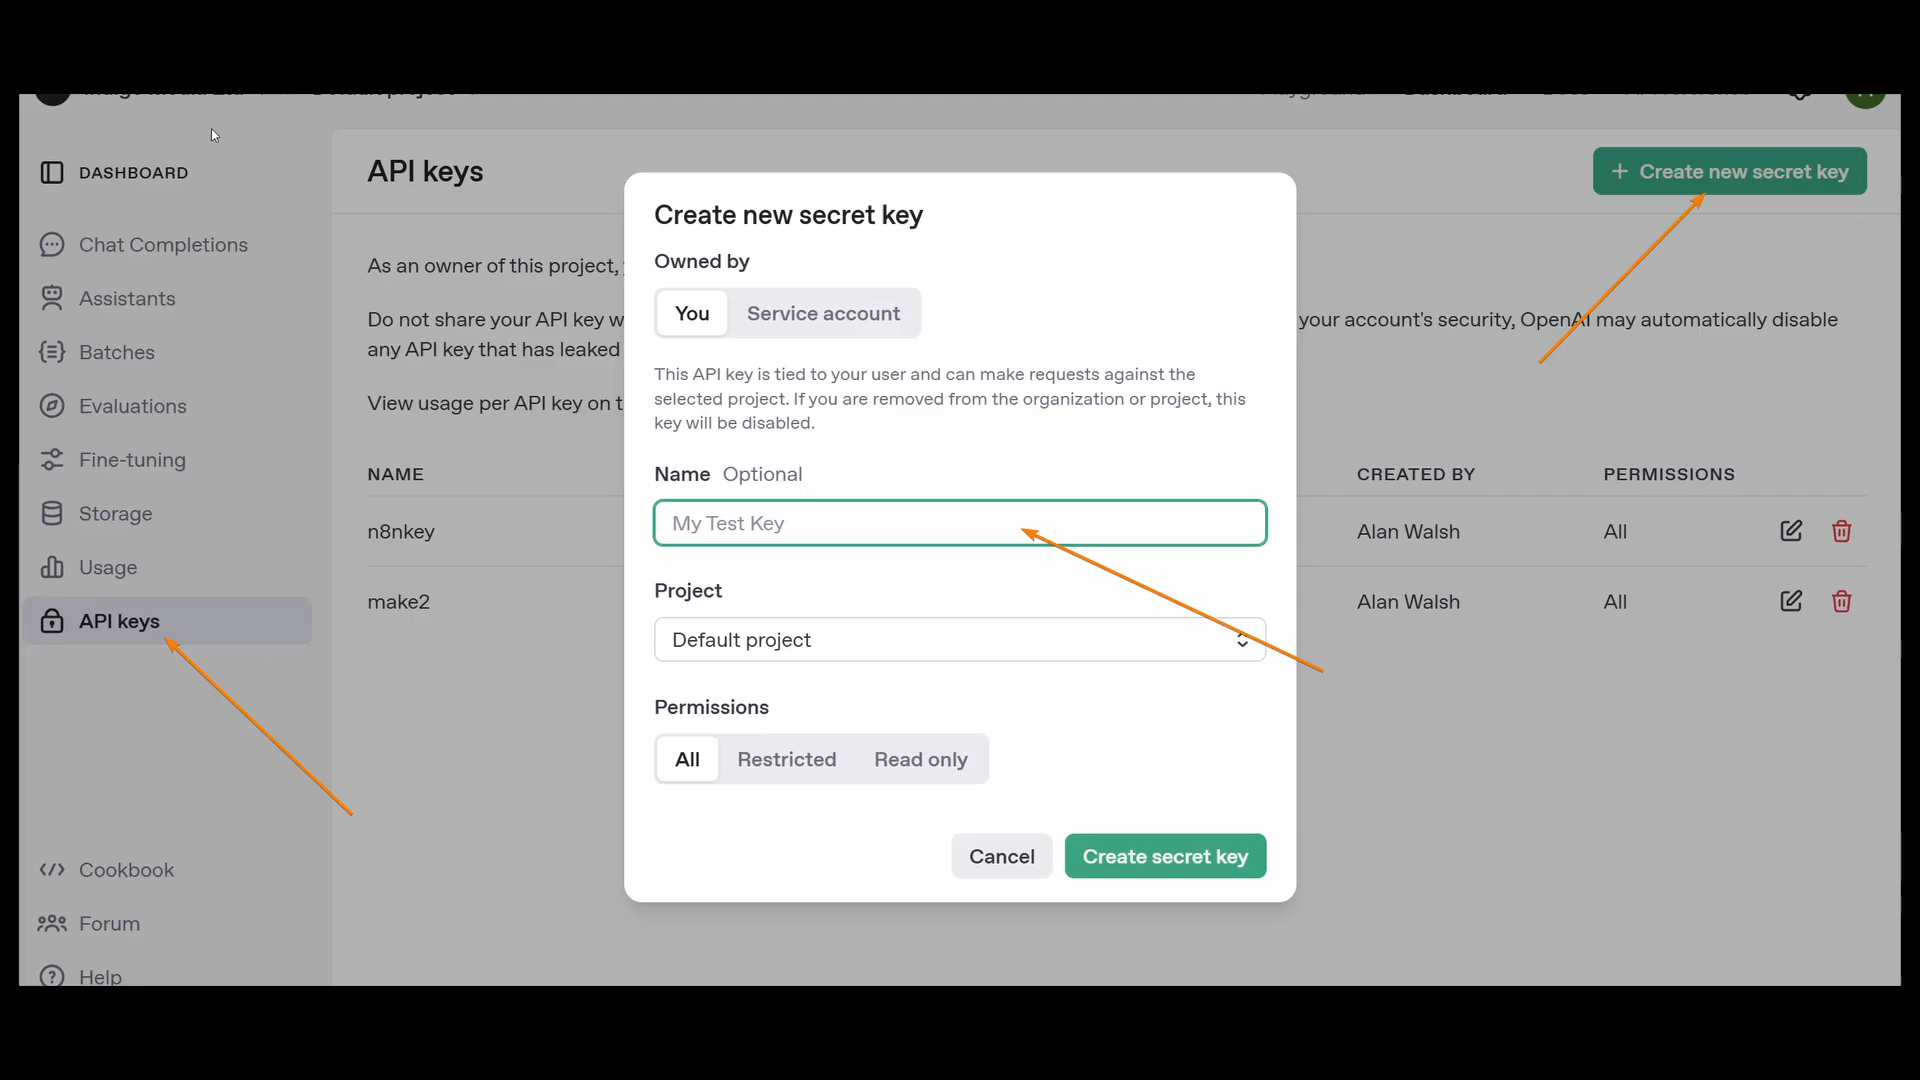 DASHBOARD
Chat Completions
Assistants
Batches
Evaluations
Fine-tuning
Storage
Usage
API keys
Cookbook
Forum
Help
API keys
+ Create new secret key
As an owner of this project,
Do not share your API key
your account's security, OpenAI may automatically disable
any API key that has leaked
View usage per API key on
NAME
CREATED BY
PERMISSIONS
n8nkey
Alan Walsh
All
make2
Alan Walsh
All
Create new secret key
Owned by
You
Service account
This API key is tied to your user and can make requests against the
selected project. If you are removed from the organization or project, this
key will be disabled.
Name Optional
My Test Key
Project
Default project
Permissions
All
Restricted
Read only
Cancel
Create secret key